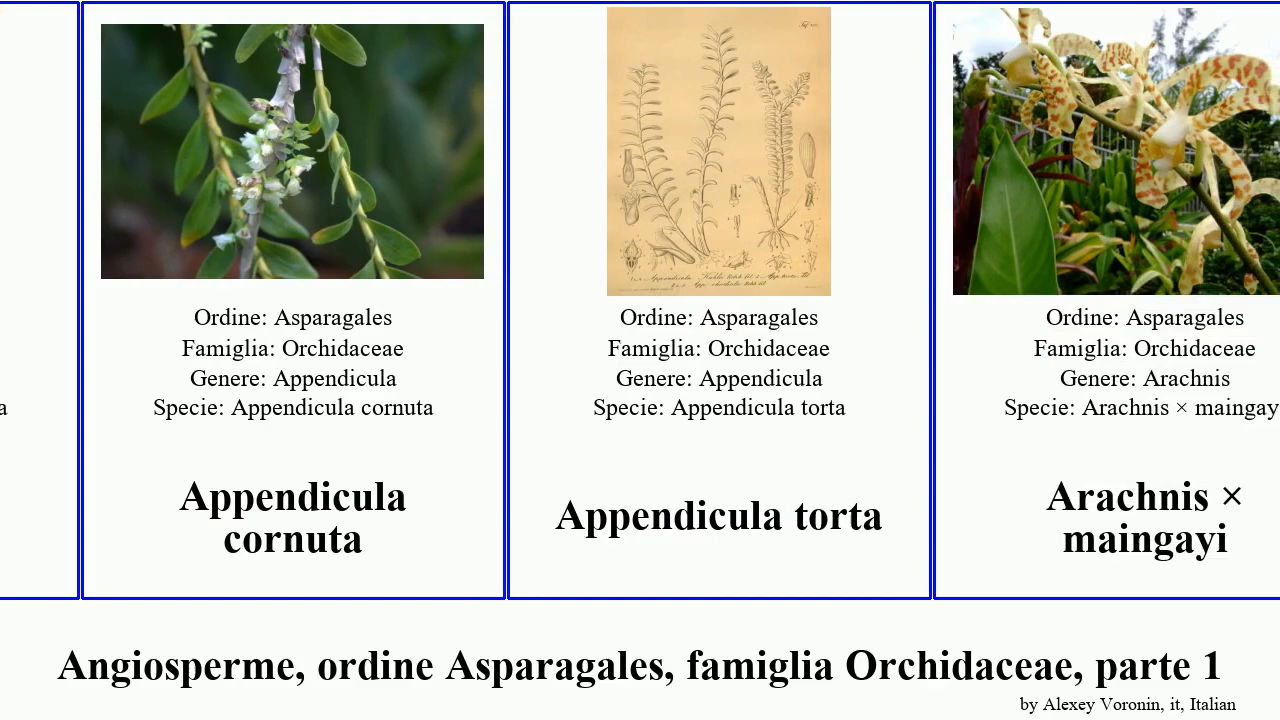 a
Ordine: Asparagales
Famiglia: Orchidaceae
Genere: Appendicula
Specie: Appendicula cornuta
Appendicula
cornuta
Ordine: Asparagales
Famiglia: Orchidaceae
Genere: Appendicula
Specie: Appendicula torta
Appendicula torta
Ordine: Asparagales
Famiglia: Orchidaceae
Genere: Arachnis
Specie: Arachnis × maingay
Arachnis ×
maingayi
Angiosperme, ordine Asparagales, famiglia Orchidaceae, parte 1
by Alexey Voronin, it, Italian